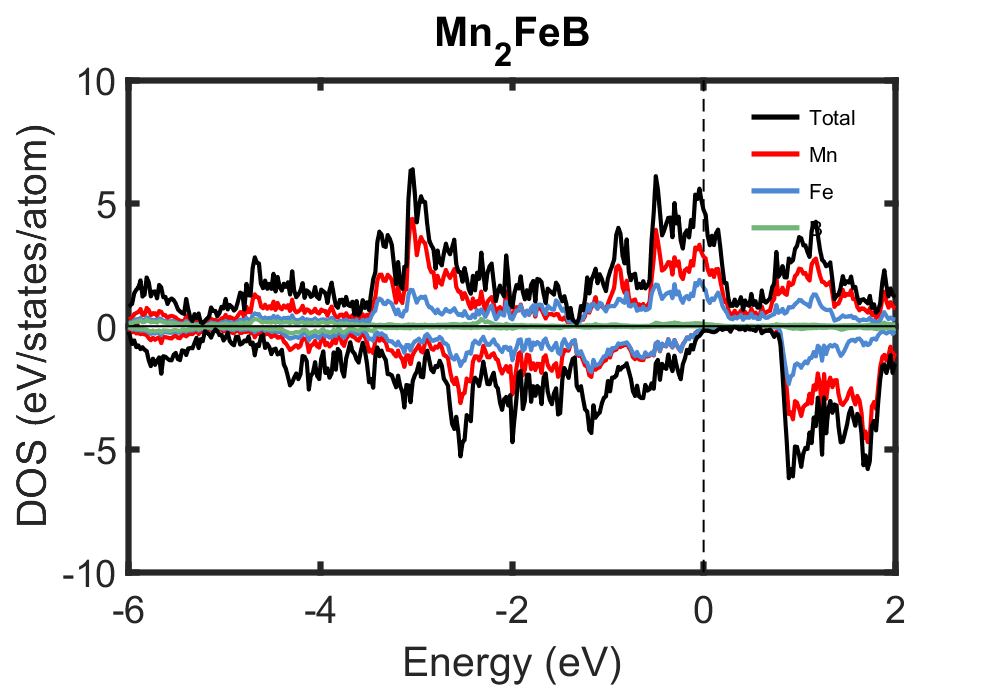 Mn₂FeB
DOS (eV/states/atom)
10
5
0
-5
-10
Total
Mn
Fe
B
-6 -4 -2 0 2
Energy (eV)